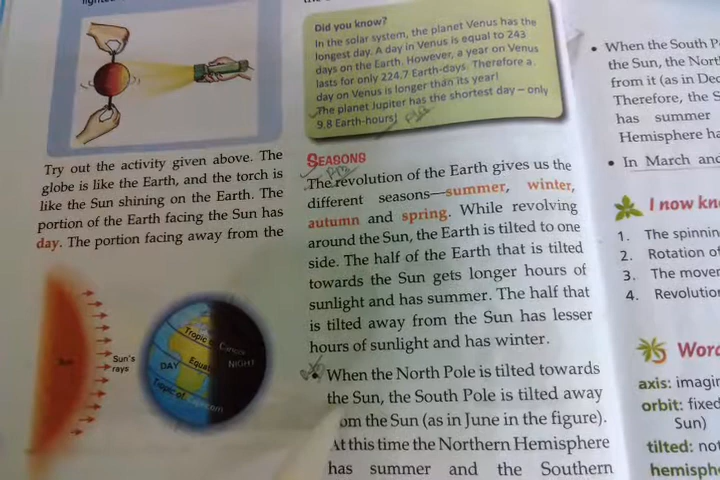 Try out the activity given above. The
globe is like the Earth, and the torch is
like the Sun shining on the Earth. The
portion of the Earth facing the Sun has
day. The portion facing away from the
Sun's
rays
Tropic
Cancer
DAY
Equat
NIGHT
Tropic of
Did you know?
In the solar system, the planet Venus has the
longest day. A day in Venus is equal to 243
days on the Earth. However, a year on Venus
lasts for only 224.7 Earth-days. Therefore a
day on Venus is longer than its year!
The planet Jupiter has the shortest day – only
9.8 Earth-hours!
SEASONS
The revolution of the Earth gives us the
different seasons—summer, winter,
autumn and spring. While revolving
around the Sun, the Earth is tilted to one
side. The half of the Earth that is tilted
towards the Sun gets longer hours of
sunlight and has summer. The half that
is tilted away from the Sun has lesser
hours of sunlight and has winter.
• When the North Pole is tilted towards
the Sun, the South Pole is tilted away
om the Sun (as in June in the figure).
At this time the Northern Hemisphere
has summer and the Southern
• When the South P
the Sun, the Nort
from it (as in Dec
Therefore, the S
has summer
Hemisphere ha
• In March and
I now kn
1. The spinnin
2. Rotation of
3. The mover
4. Revolution
Word
axis: imagin
orbit: fixed
Sun)
tilted: not
hemisphe